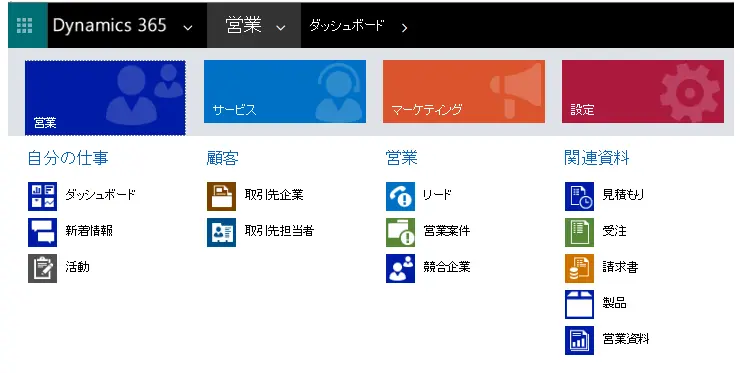 Dynamics 365 営業 ダッシュボード
営業 サービス マーケティング 設定
自分の仕事 顧客 営業 関連資料
ダッシュボード 取引先企業 リード 見積もり
新着情報 取引先担当者 営業案件 受注
活動 競合企業 請求書
製品
営業資料